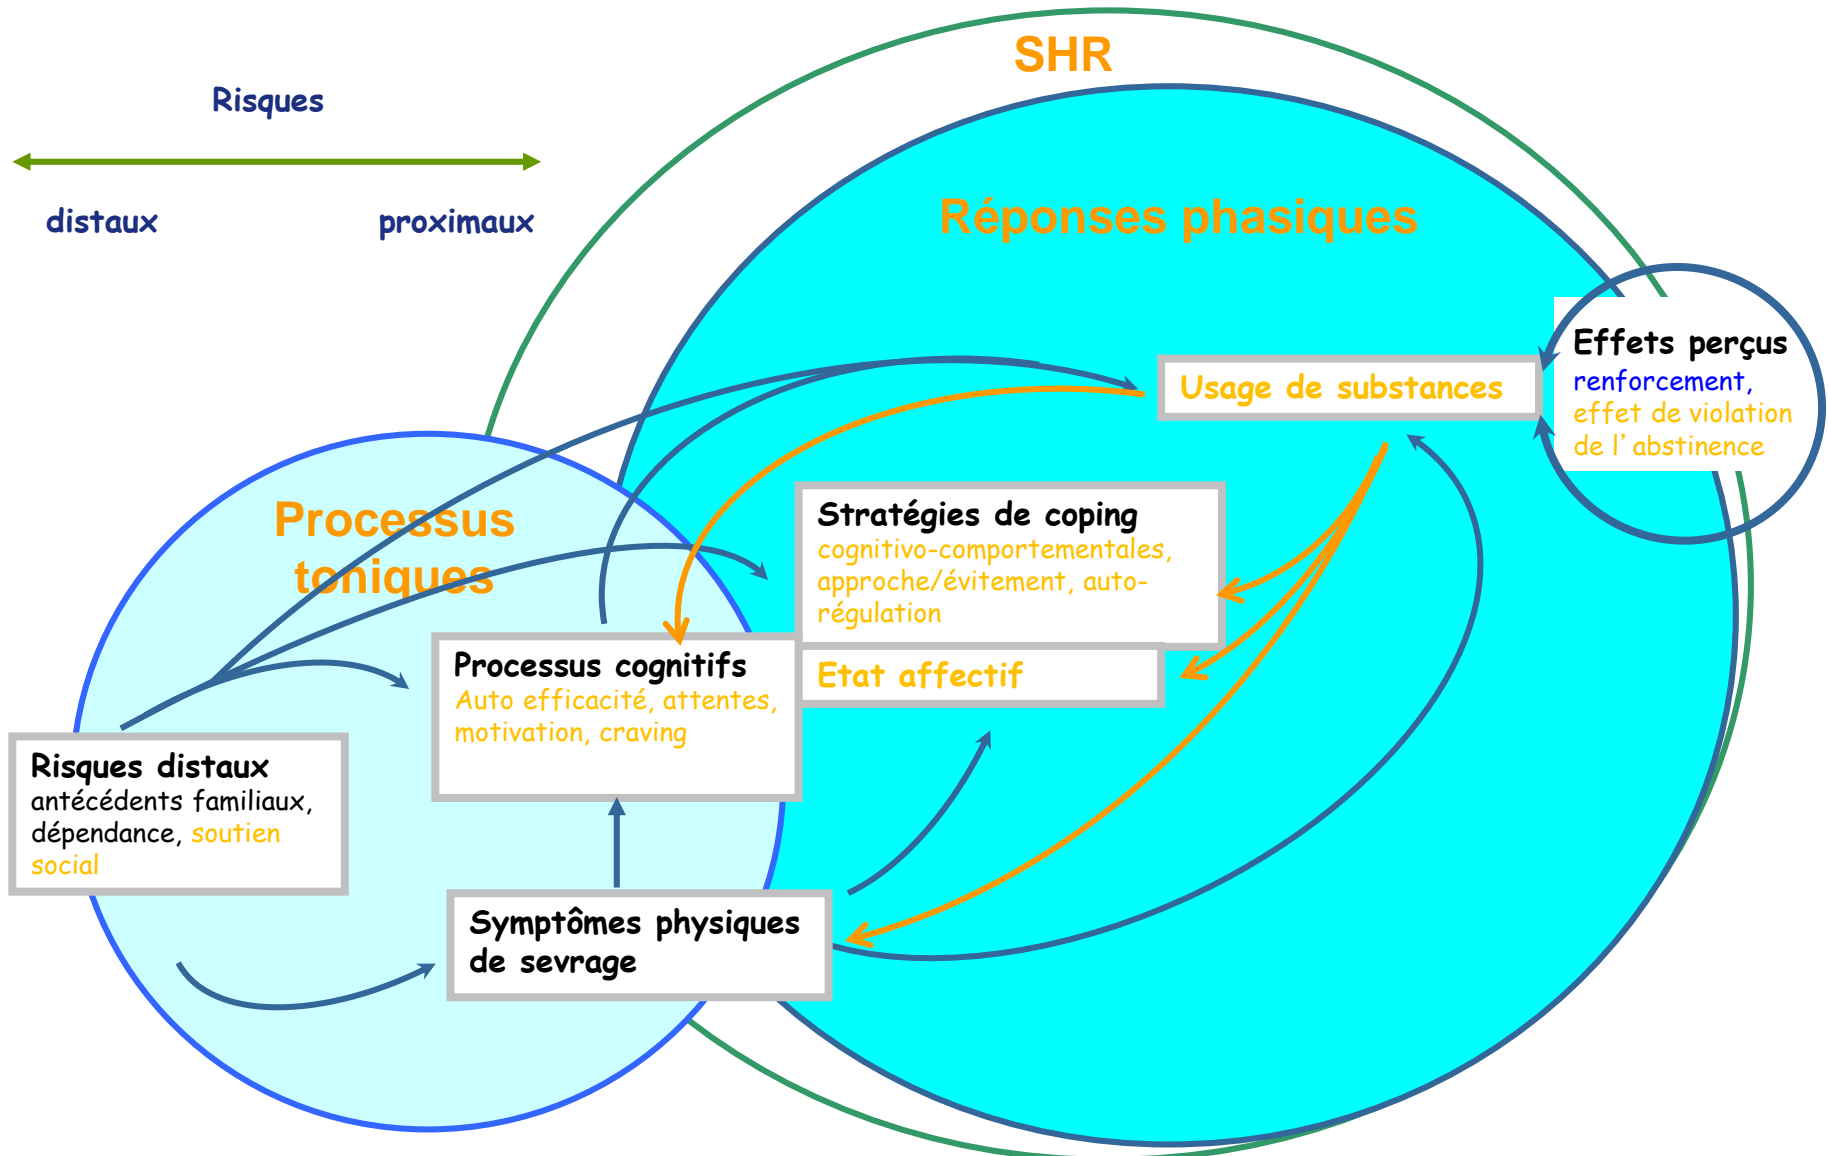 SHR
Risques
distaux
proximaux
Réponses phasiques
Effets perçus
renforcement,
effet de violation
de l’abstinence
Usage de substances
Processus
toniques
Stratégies de coping
cognitivo-comportementales,
approche/évitement, auto-
régulation
Processus cognitifs
Auto efficacité, attentes,
motivation, craving
Etat affectif
Risques distaux
antécédents familiaux,
dépendance, soutien
social
Symptômes physiques
de sevrage